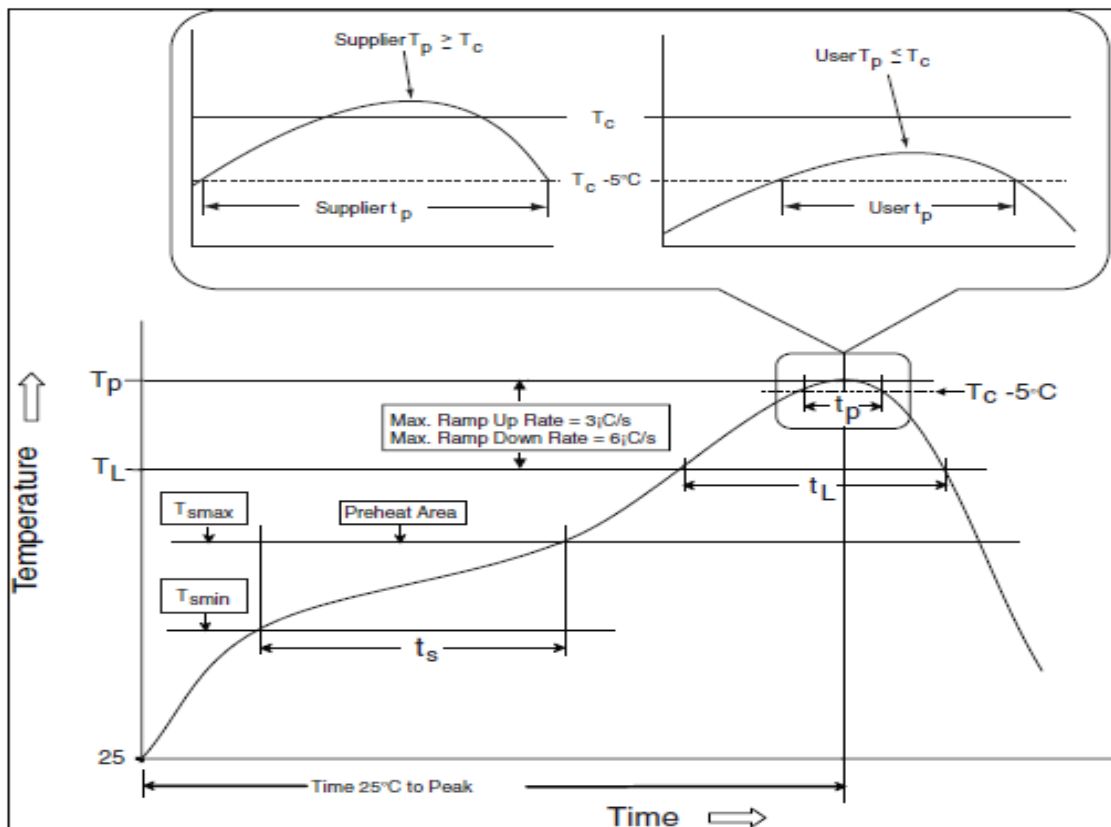 Supplier Tp ≥ Tc
User Tp ≤ Tc
Tc
Tc -5°C
Supplier tp
User tp
Tp
Tc -5°C
tp
Max. Ramp Up Rate = 3¡C/s
Max. Ramp Down Rate = 6¡C/s
TL
tL
Tsmax
Preheat Area
Tsmin
ts
Temperature
25
Time 25°C to Peak
Time